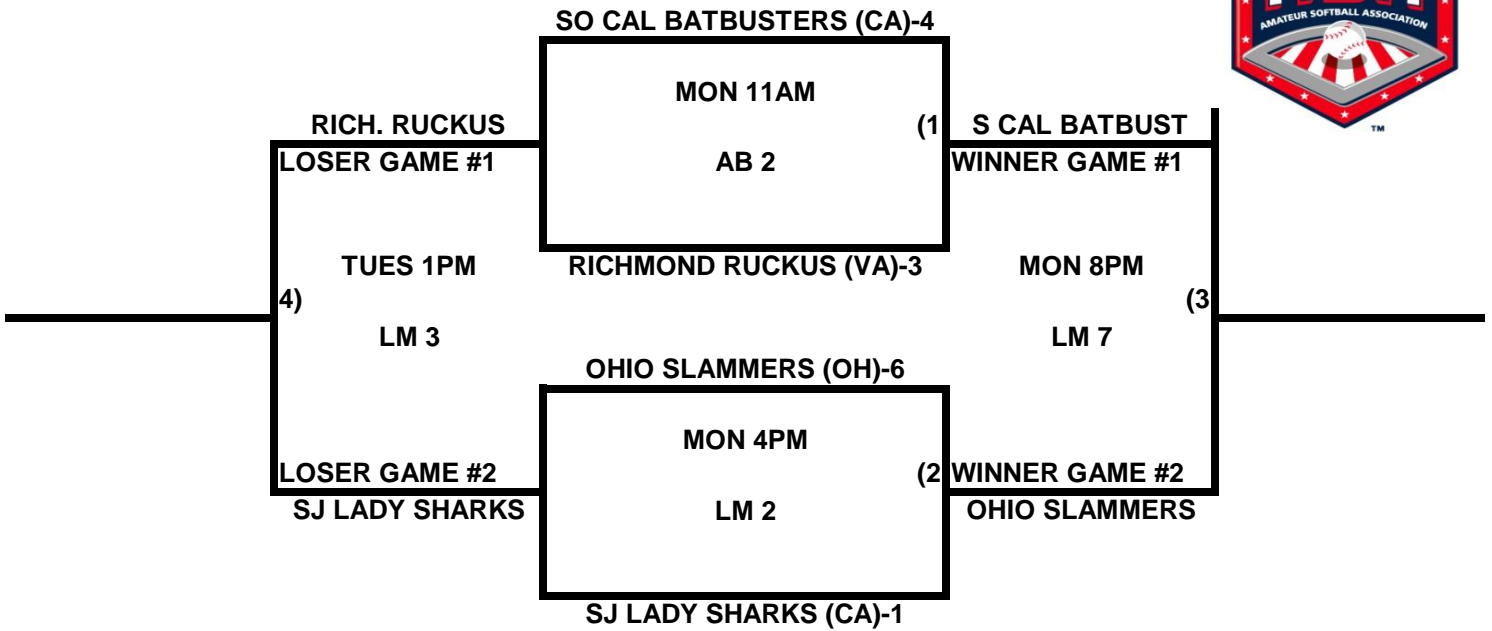 SO CAL BATBUSTERS (CA)-4
AMATEUR SOFTBALL ASSOCIATION
TM
MON 11AM
RICH. RUCKUS
(1
S CAL BATBUST
LOSER GAME #1
AB 2
WINNER GAME #1
TUES 1PM
RICHMOND RUCKUS (VA)-3
MON 8PM
4)
(3
LM 3
LM 7
OHIO SLAMMERS (OH)-6
MON 4PM
LOSER GAME #2
(2
WINNER GAME #2
SJ LADY SHARKS
LM 2
OHIO SLAMMERS
SJ LADY SHARKS (CA)-1